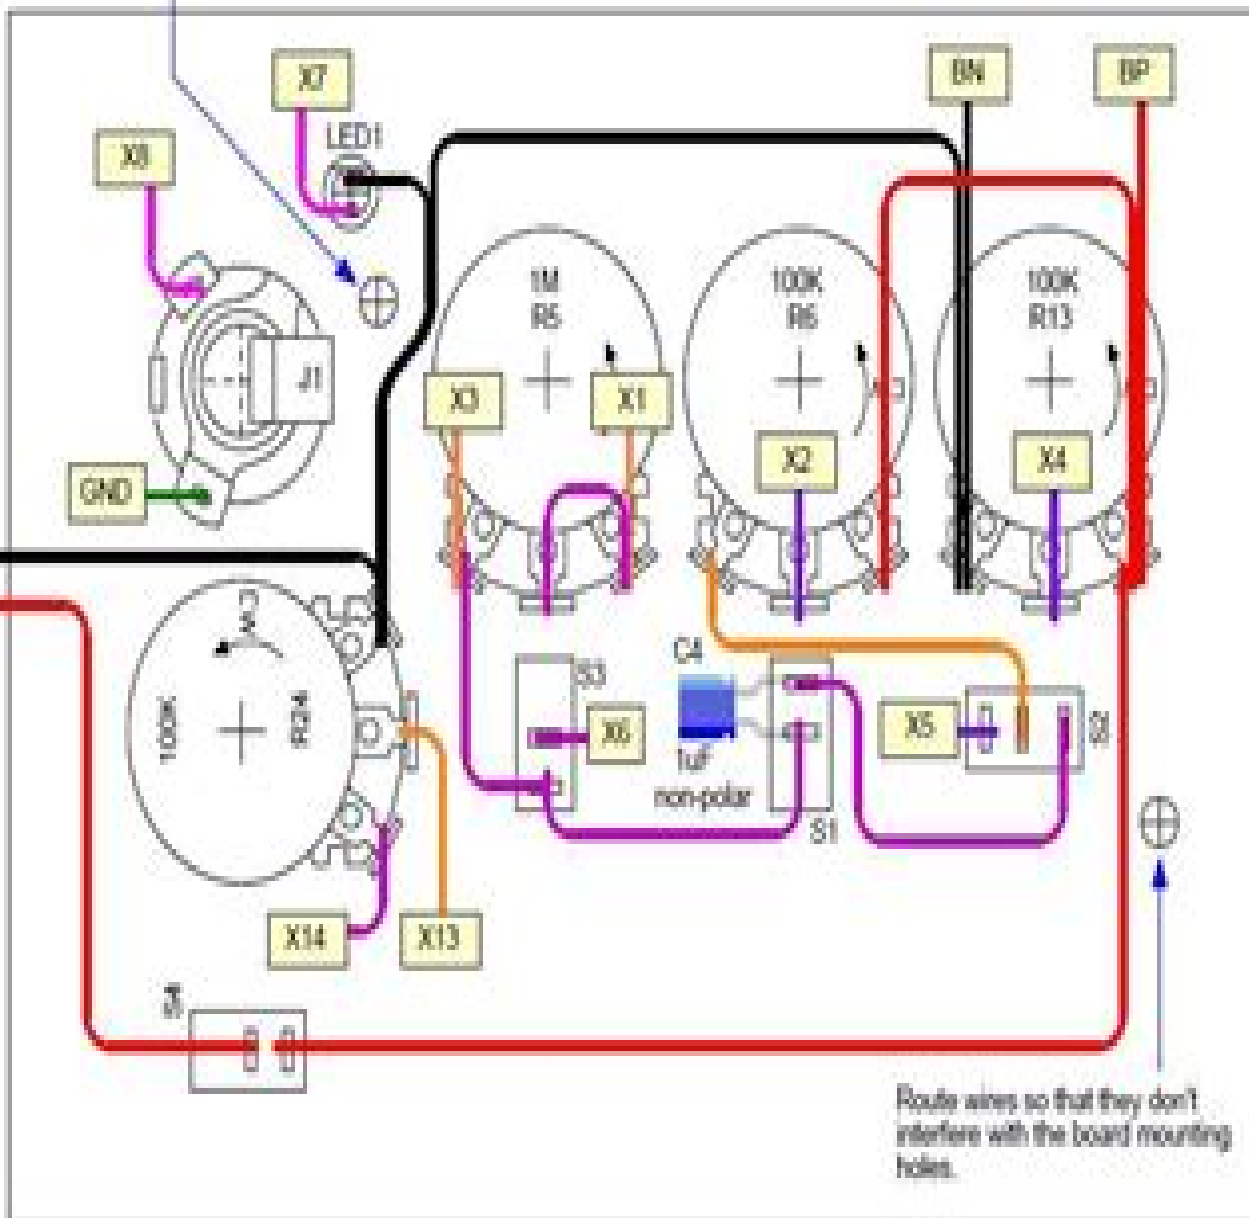 X7
BN
BP
X8
LED1
1M
R5
100K
R6
100K
R13
J1
X3
X1
X2
X4
GND
C4
S3
100K
R24
X6
X5
1uF
non-polar
S1
X14
X13
S4
Route wires so that they don't
interfere with the board mounting
holes.